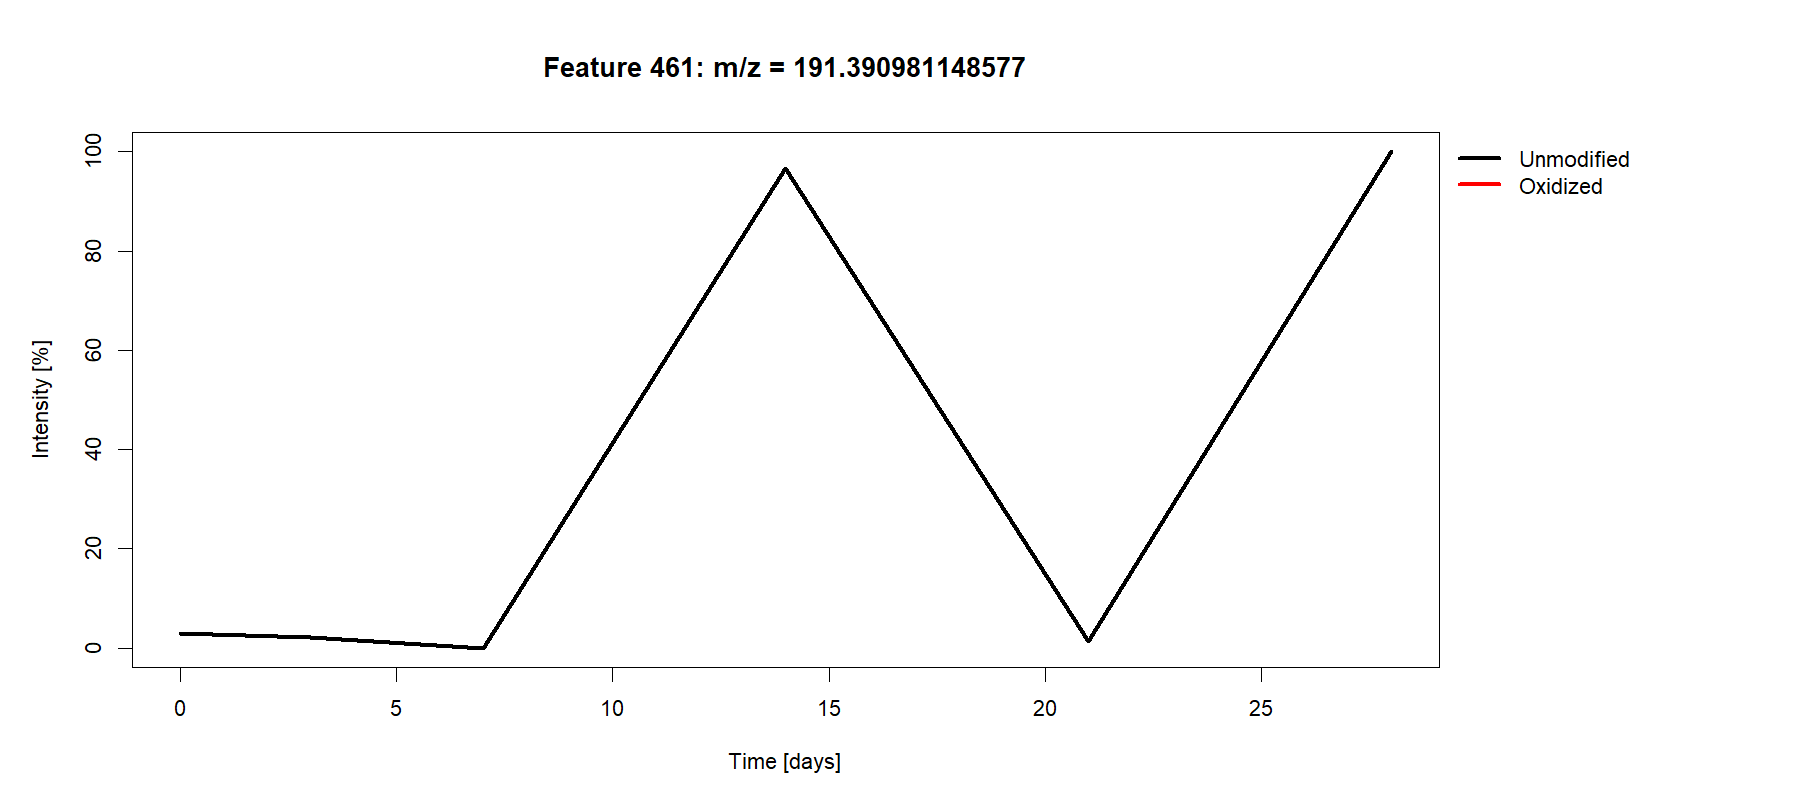 Feature 461: m/z = 191.390981148577
Unmodified
Oxidized
Intensity [%]
100
80
60
40
20
0
0 5 10 15 20 25
Time [days]